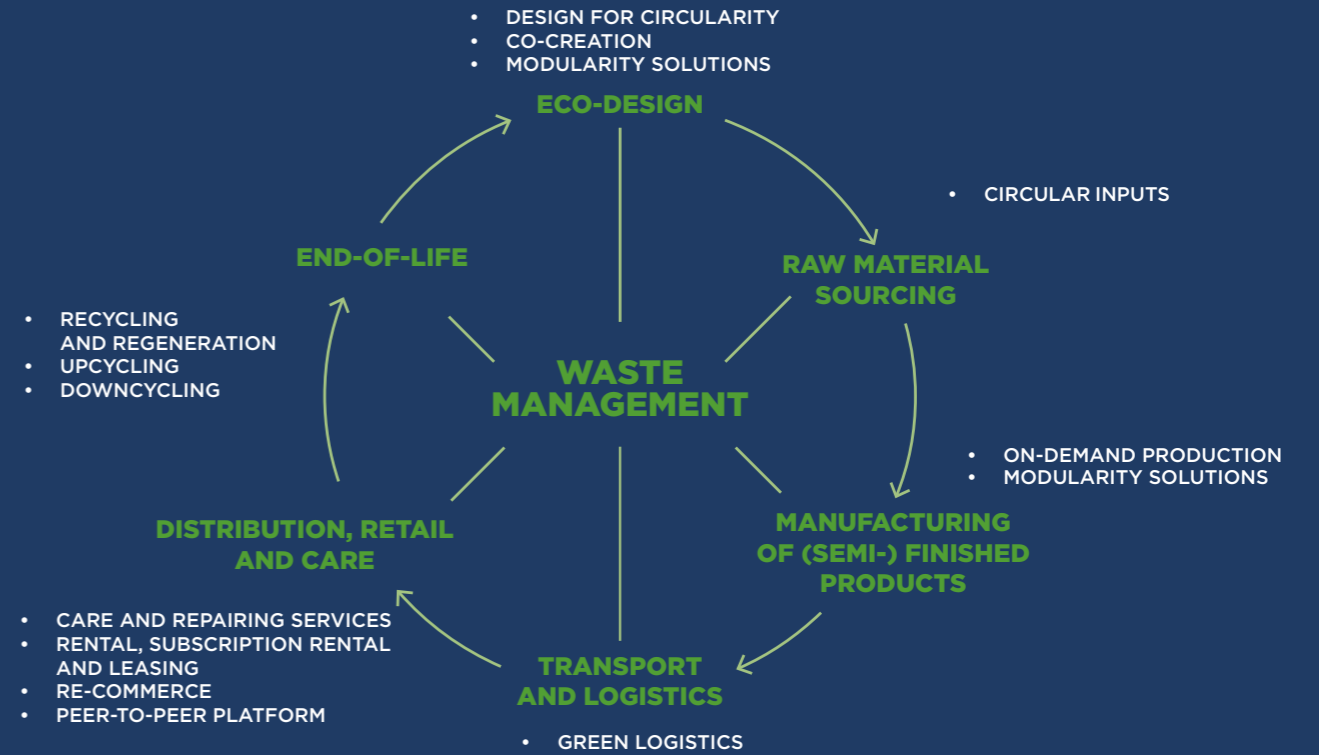 • DESIGN FOR CIRCULARITY
• CO-CREATION
• MODULARITY SOLUTIONS
ECO-DESIGN
• CIRCULAR INPUTS
RAW MATERIAL
SOURCING
• ON-DEMAND PRODUCTION
• MODULARITY SOLUTIONS
MANUFACTURING
OF (SEMI-) FINISHED
PRODUCTS
TRANSPORT
AND LOGISTICS
• GREEN LOGISTICS
DISTRIBUTION, RETAIL
AND CARE
• CARE AND REPAIRING SERVICES
• RENTAL, SUBSCRIPTION RENTAL
AND LEASING
• RE-COMMERCE
• PEER-TO-PEER PLATFORM
END-OF-LIFE
• RECYCLING
AND REGENERATION
• UPCYCLING
• DOWNCYCLING
WASTE
MANAGEMENT